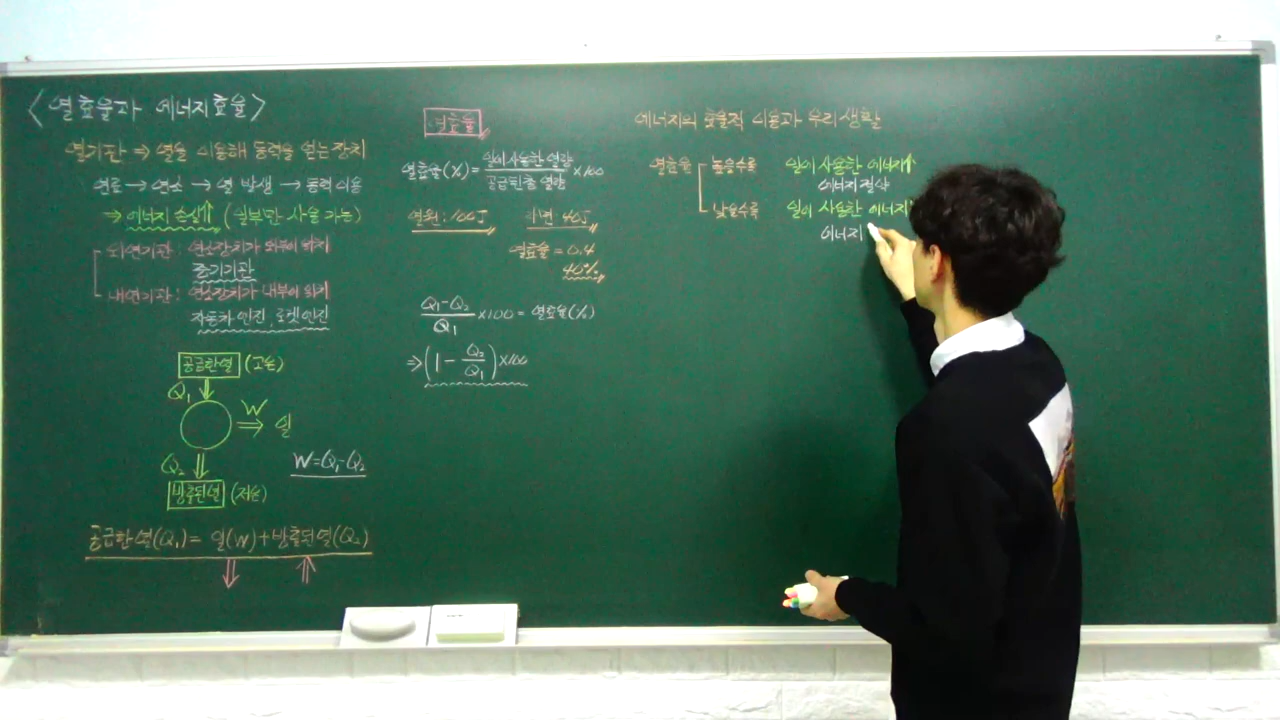 〈열효율과 에너지효율〉
열기관 ⇒ 열을 이용해 동력을 얻는 장치
연료 → 연소 → 열 발생 → 동력 이용
⇒ 에너지 손실↑ (일부만 사용 가능)
외연기관: 연소장치가 외부에 위치
증기기관
내연기관: 연소장치가 내부에 위치
자동차 엔진, 로켓 엔진
공급한 열 (고온)
Q₁
W
⇒ 일
Q₂
W=Q₁-Q₂
방출된 열 (저온)
공급한 열(Q₁) = 일(W)+방출된 열(Q₂)
열효율
열효율(%) = 일에 사용한 열량 / 공급된 총 열량 ×100
열원: 100J 화면 40J
열효율 = 0.4
40%
(Q₁-Q₂)/Q₁ ×100 = 열효율(%)
⇒ (1 - Q₂/Q₁)×100
에너지의 효율적 이용과 우리 생활
열효율 높을수록 일에 사용한 에너지↑
에너지 절약
낮을수록 일에 사용한 에너지
에너지